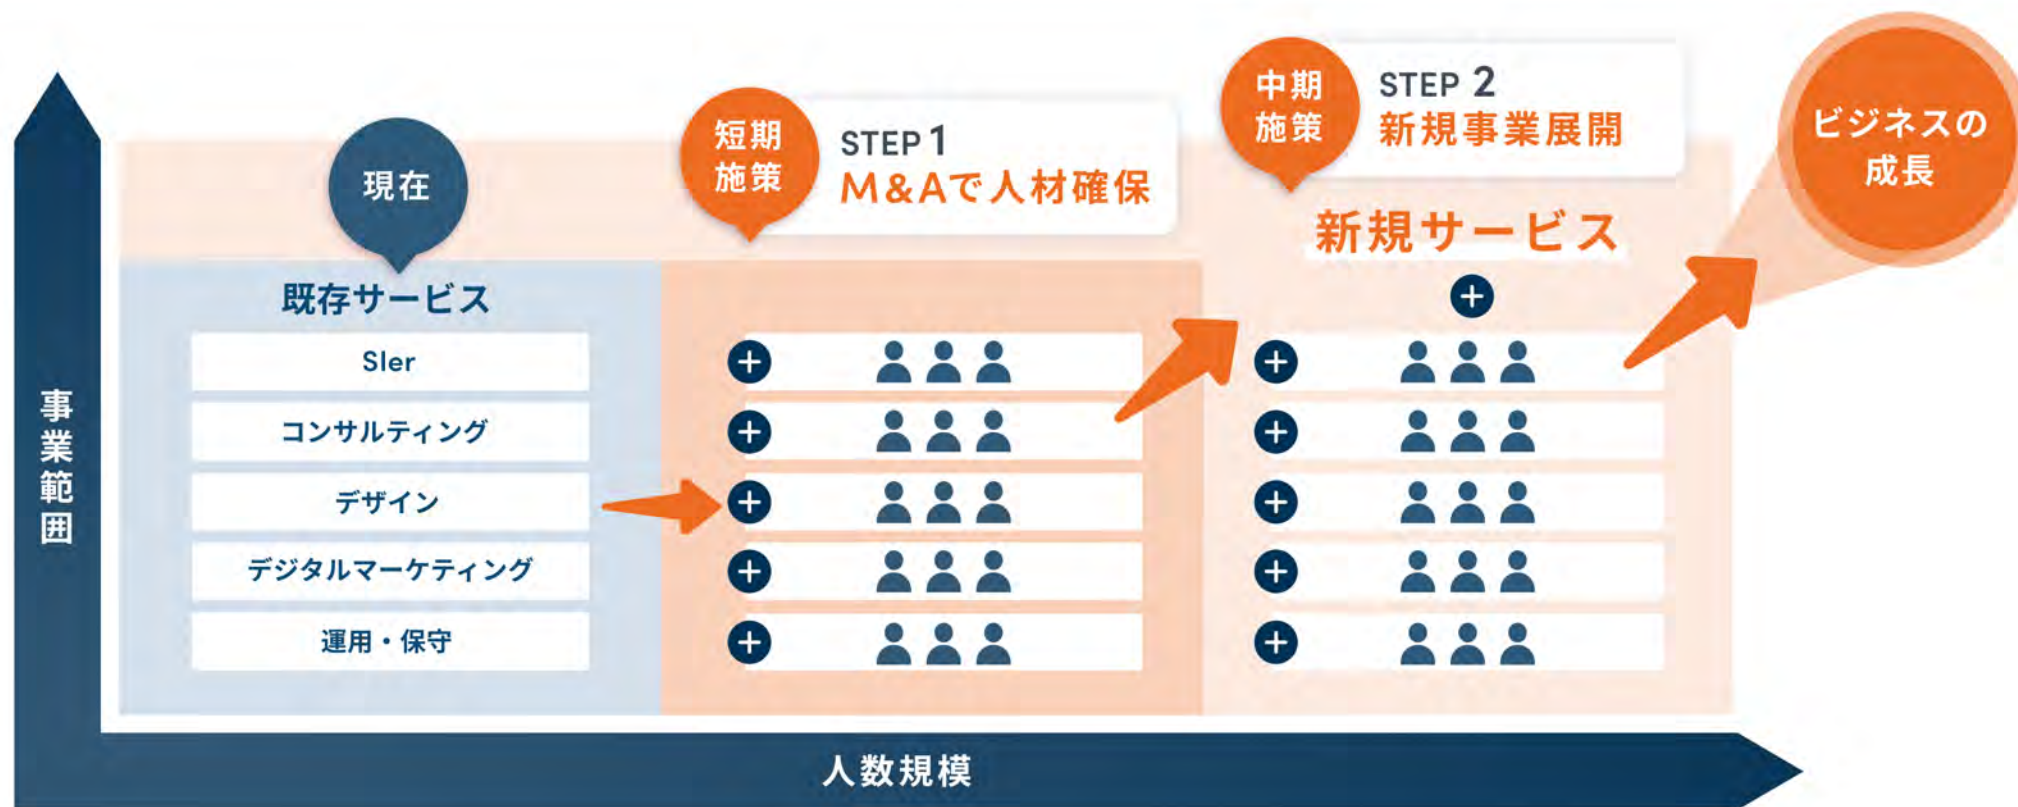 現在
短期
施策
STEP 1
M&Aで人材確保
中期
施策
STEP 2
新規事業展開
ビジネスの
成長
既存サービス
SIer
コンサルティング
デザイン
デジタルマーケティング
運用・保守
新規サービス
事業範囲
人数規模